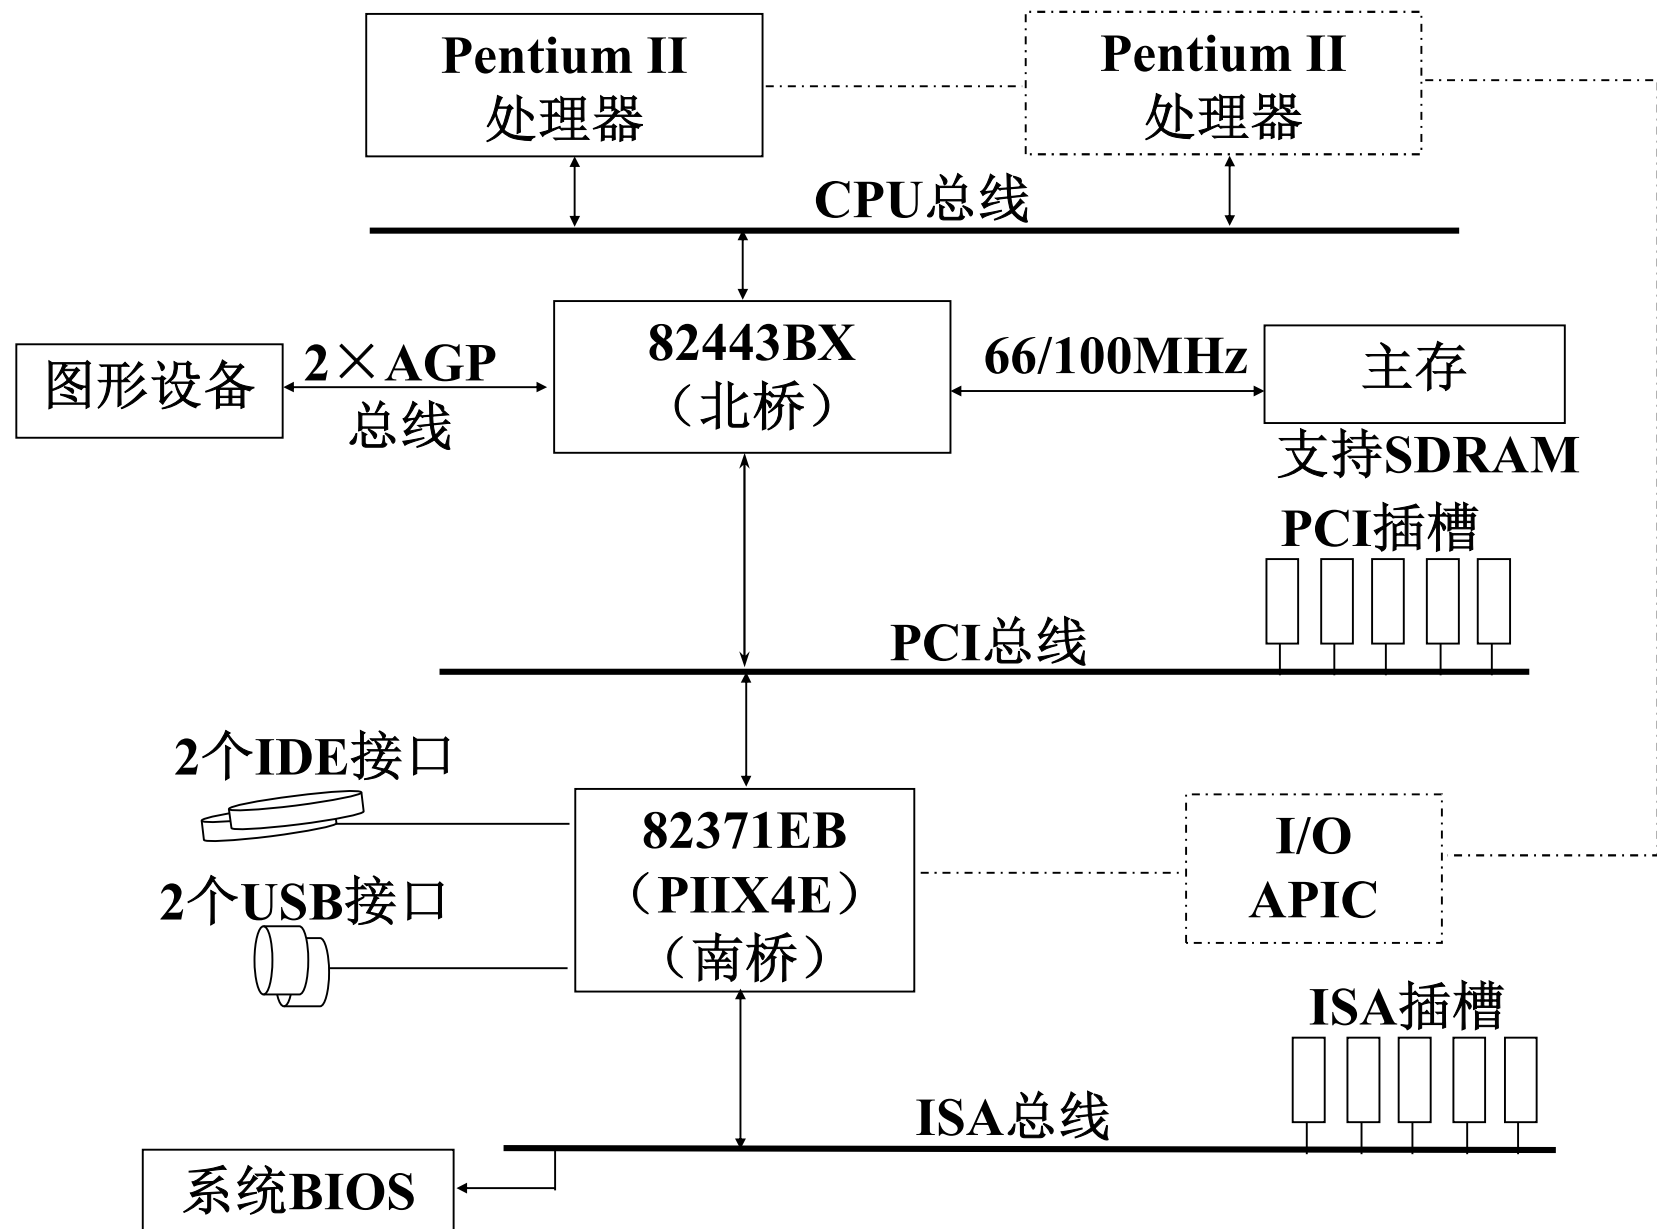 Pentium II
处理器
Pentium II
处理器
CPU总线
82443BX
（北桥）
2×AGP
总线
图形设备
66/100MHz
主存
支持SDRAM
PCI插槽
PCI总线
2个IDE接口
82371EB
（PIIX4E）
（南桥）
I/O
APIC
2个USB接口
ISA插槽
ISA总线
系统BIOS